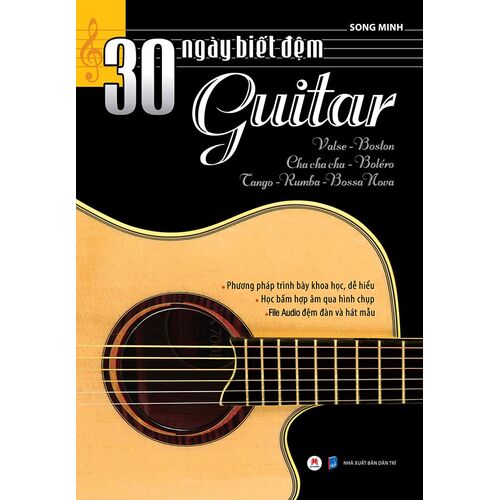 SONG MINH
30 ngày biết đệm
Guitar
Valse - Boston
Cha cha cha - Boléro
Tango - Rumba - Bossa Nova
• Phương pháp trình bày khoa học, dễ hiểu
• Học bấm hợp âm qua hình chụp
• File Audio đệm đàn và hát mẫu
NHÀ XUẤT BẢN DÂN TRÍ